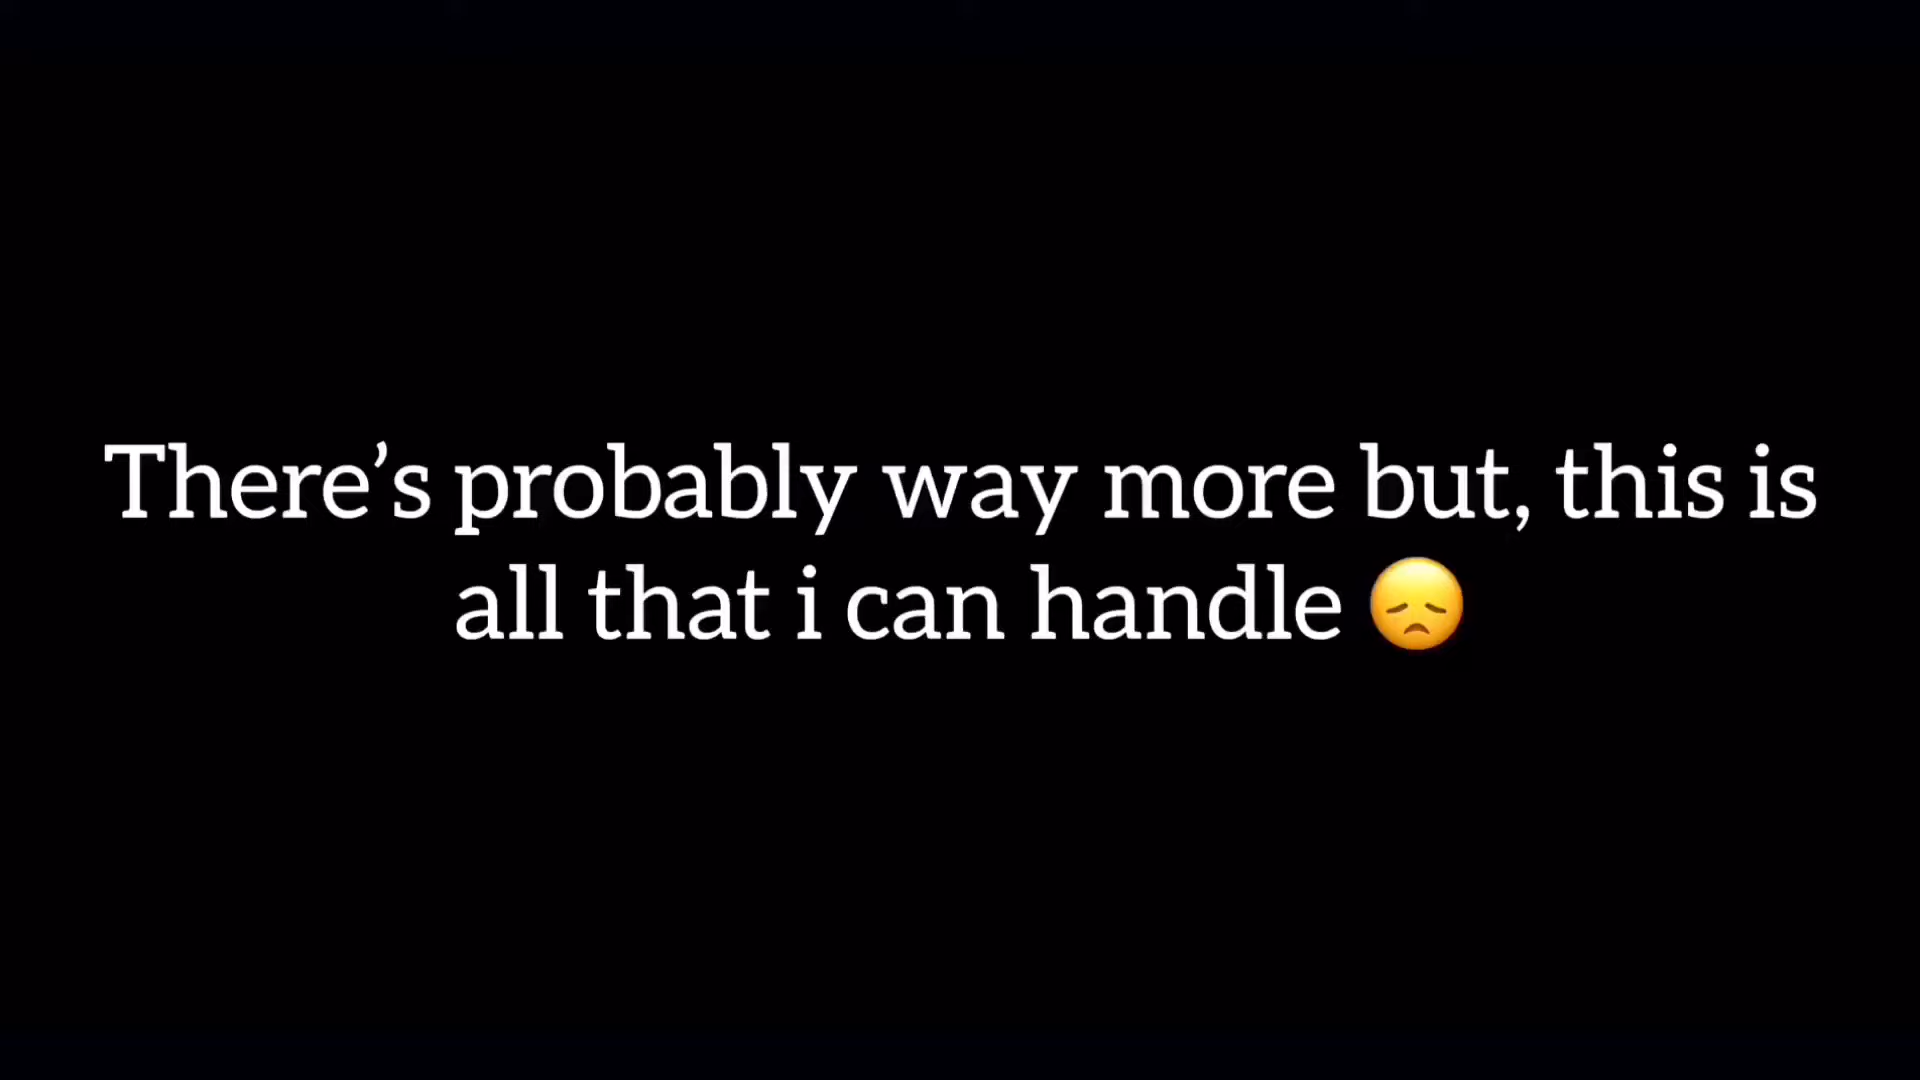 There’s probably way more but, this is
all that i can handle 😞